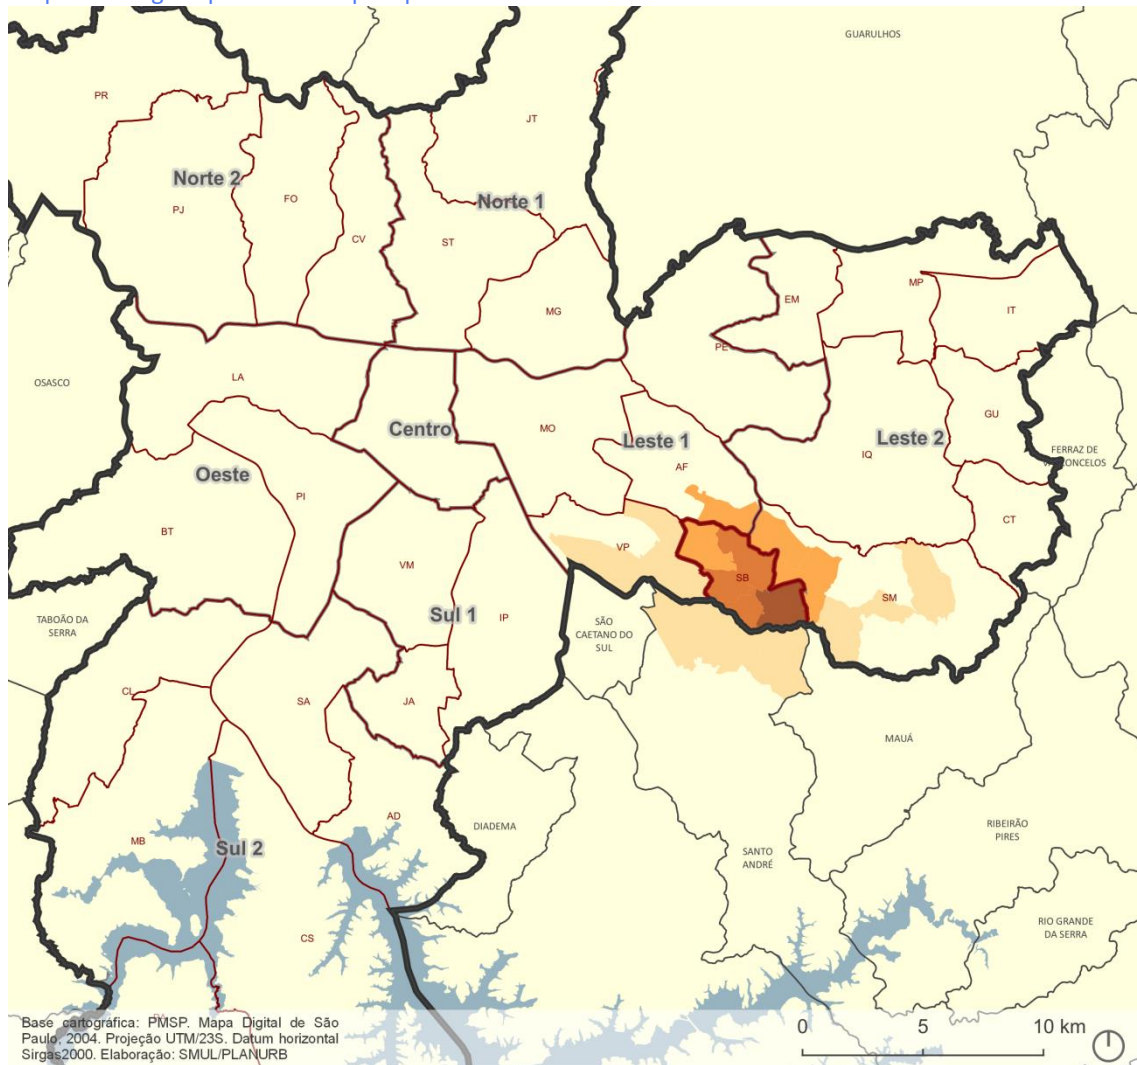 GUARULHOS
PR
JT
Norte 2
FO
Norte 1
PJ
CV
ST
EM
MP
IT
MG
PE
LA
OSASCO
GU
Centro
MO
Leste 1
Leste 2
FERRAZ DE
VASCONCELOS
IQ
Oeste
AF
PI
CT
BT
VP
VM
SB
SM
TABOÃO DA
SERRA
Sul 1
IP
SÃO
CAETANO DO
SUL
CL
SA
JA
MAUÁ
AD
DIADEMA
RIBEIRÃO
PIRES
MB
Sul 2
SANTO
ANDRÉ
RIO GRANDE
DA SERRA
CS
Base cartográfica: PMSP. Mapa Digital de São
Paulo, 2004. Projeção UTM/23S. Datum horizontal
Sirgas2000. Elaboração: SMUL/PLANURB
0 5 10 km